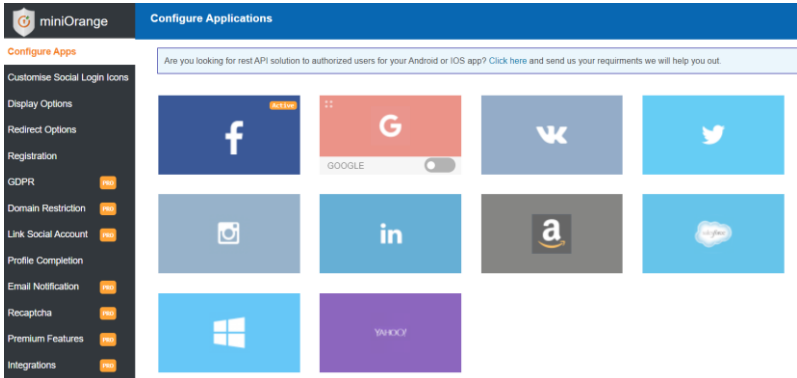 miniOrange
Configure Applications
Configure Apps
Customise Social Login Icons
Display Options
Redirect Options
Registration
GDPR PRO
Domain Restriction PRO
Link Social Account PRO
Profile Completion
Email Notification PRO
Recaptcha PRO
Premium Features PRO
Integrations PRO
Are you looking for rest API solution to authorized users for your Android or IOS app? Click here and send us your requirments we will help you out.
Active
f
G
GOOGLE
in
a
salesforce
YAHOO!